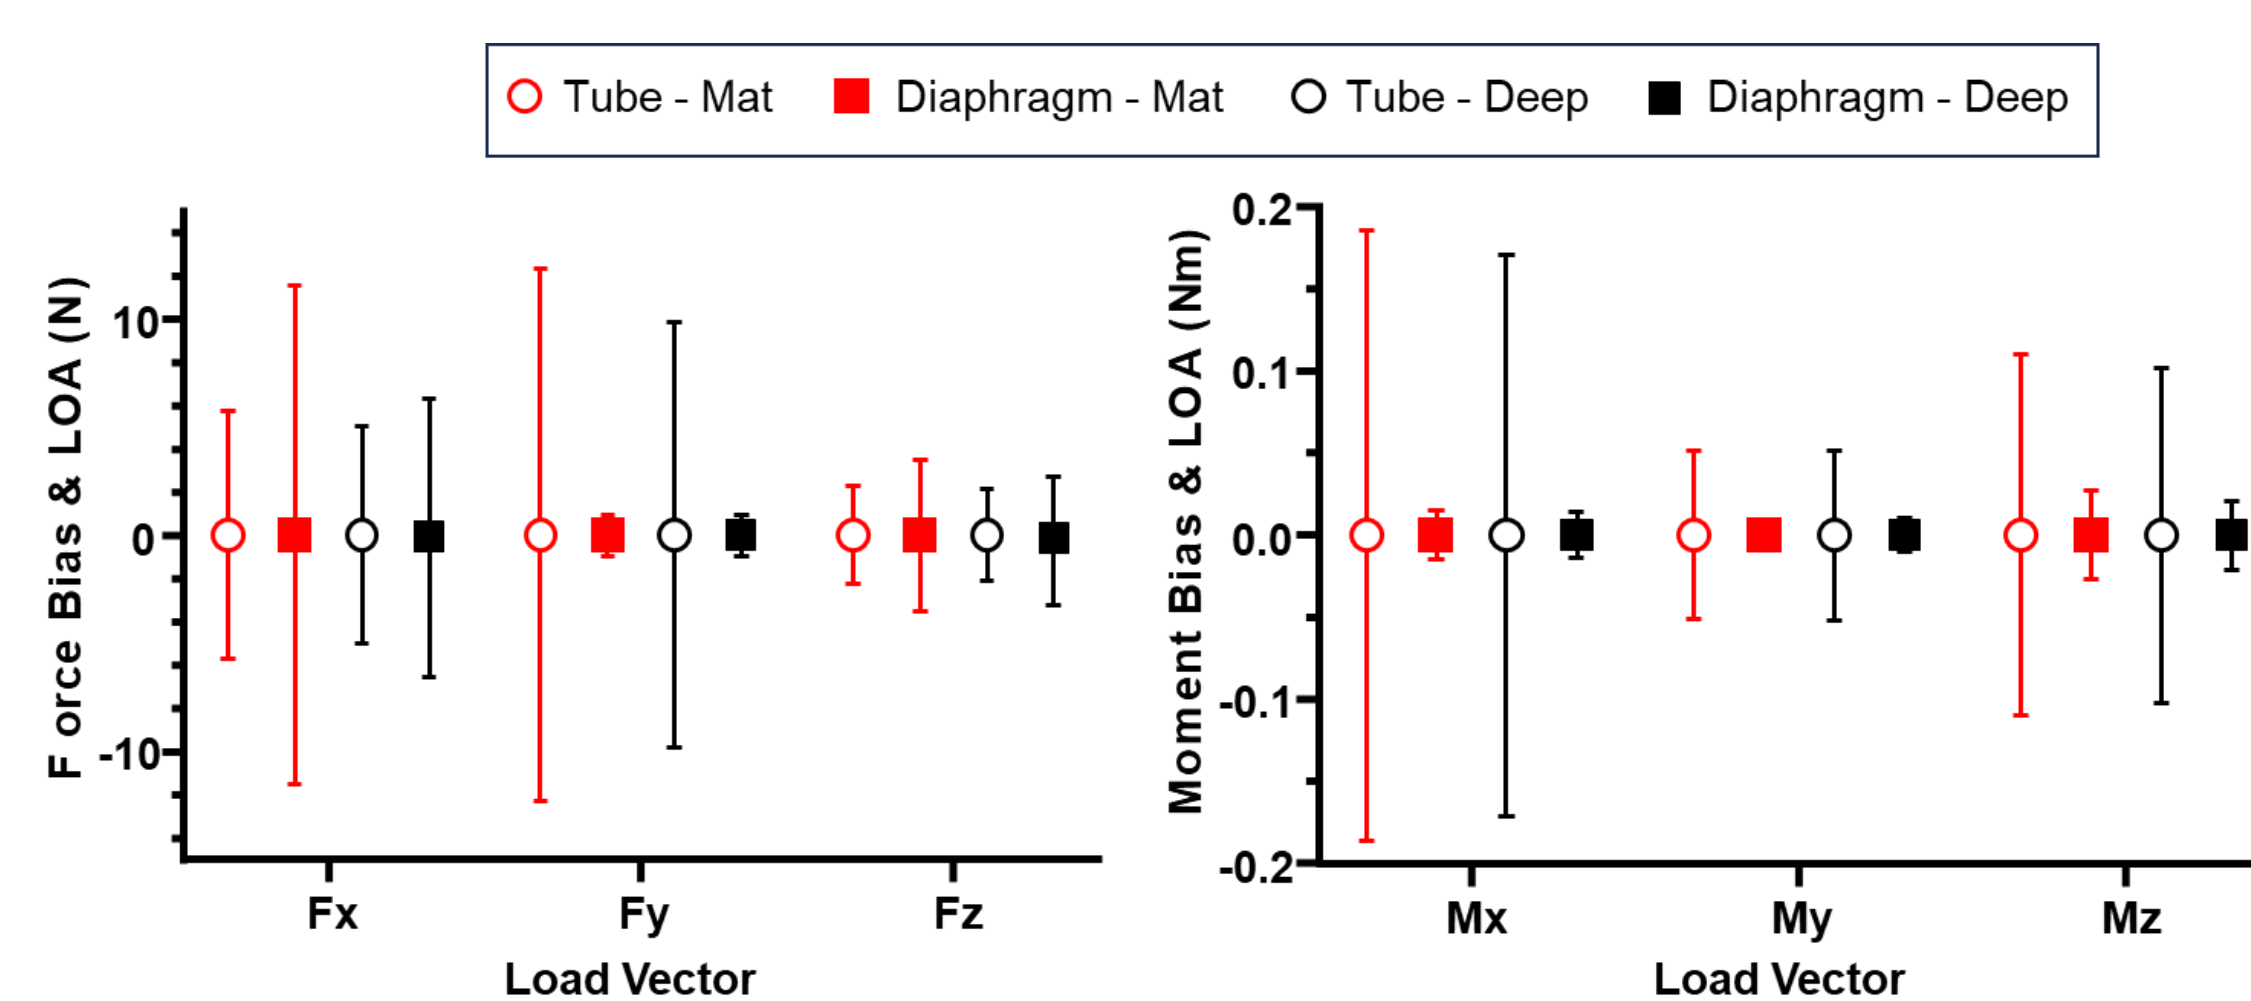 Tube - Mat Diaphragm - Mat Tube - Deep Diaphragm - Deep
F orce Bias & LOA (N)
10
0
-10
Fx Fy Fz
Load Vector
Moment Bias & LOA (Nm)
0.2
0.1
0.0
-0.1
-0.2
Mx My Mz
Load Vector